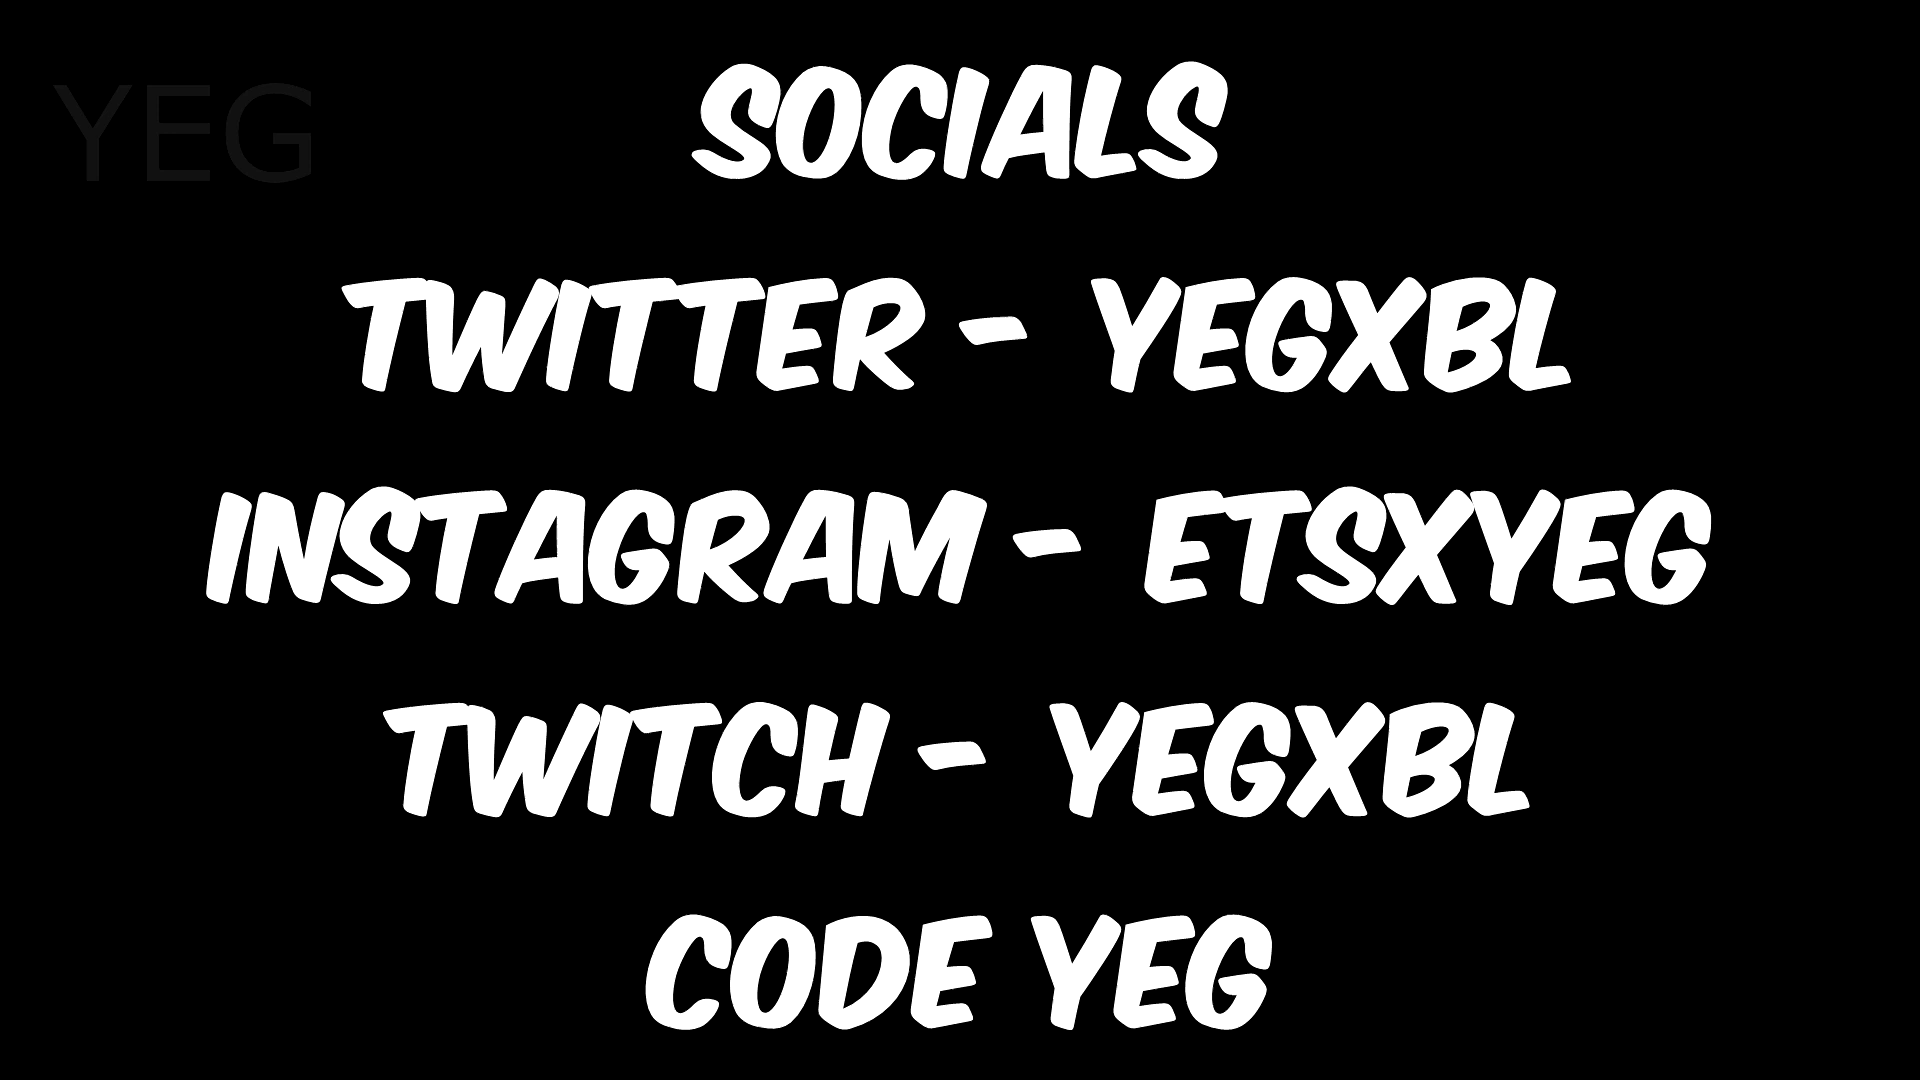 YEG
SOCIALS
TWITTER - YEGXBL
INSTAGRAM - ETSXYEG
TWITCH - YEGXBL
CODE YEG